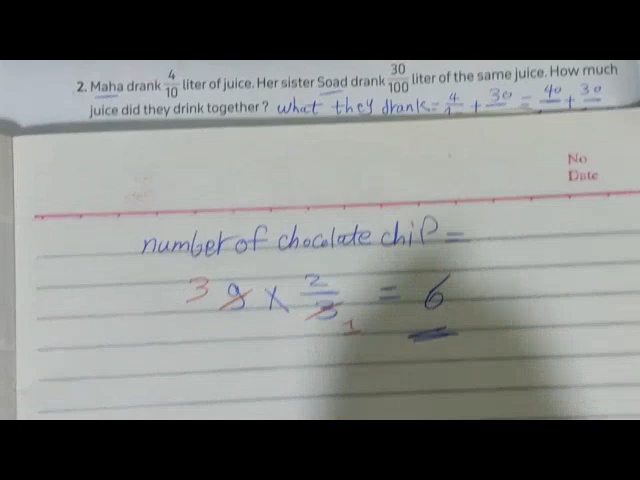 2. Maha drank 4/10 liter of juice. Her sister Soad drank 30/100 liter of the same juice. How much
juice did they drink together? what they drank = 4/ + 30/ = 40/ + 30/
No
Date
number of chocolate chip =
3 9 × 2/3 1 = 6